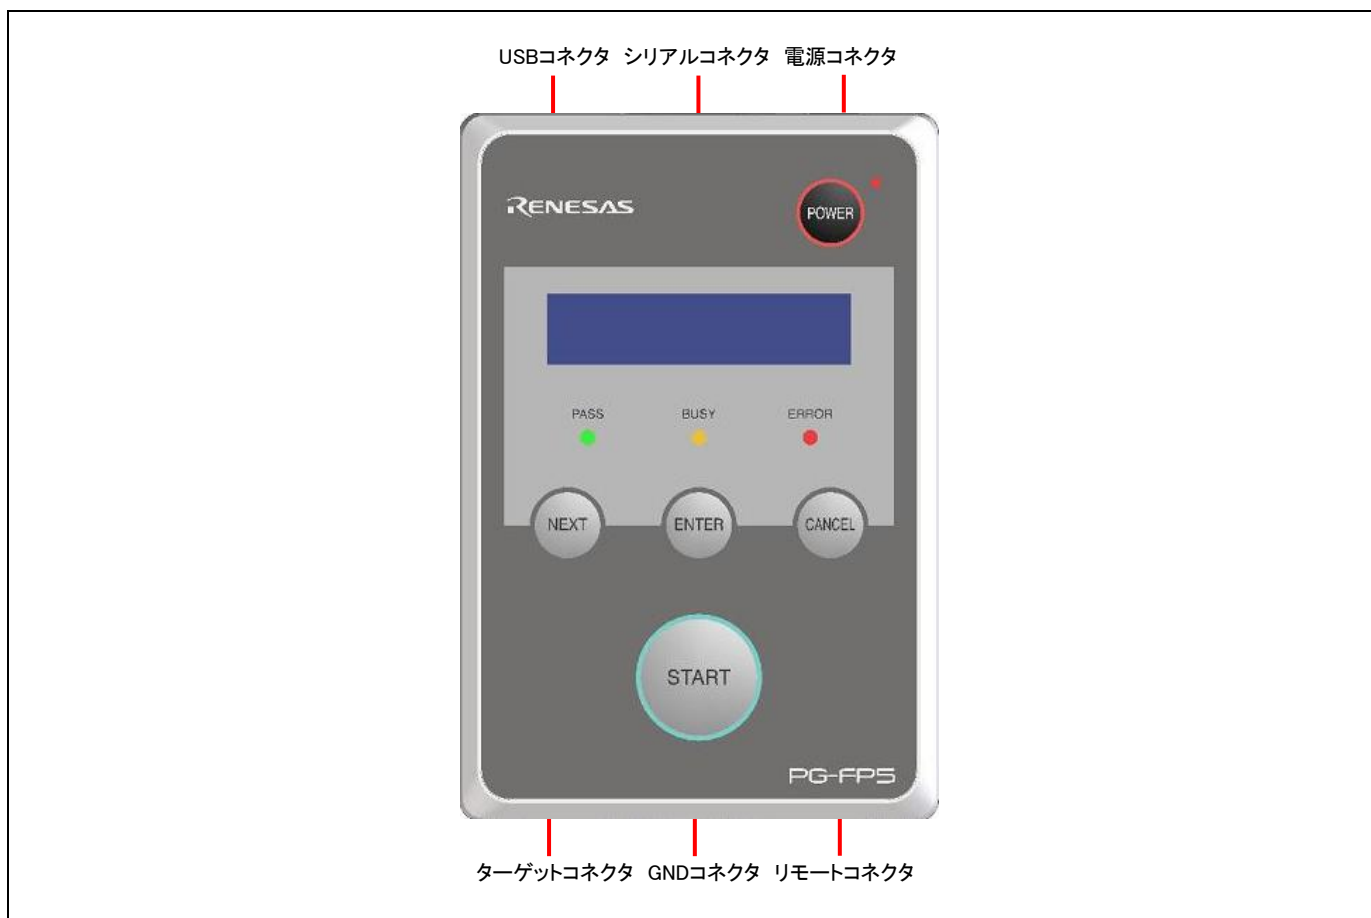 USBコネクタ シリアルコネクタ 電源コネクタ
RENESAS
POWER
PASS BUSY ERROR
NEXT ENTER CANCEL
START
PG-FP5
ターゲットコネクタ GNDコネクタ リモートコネクタ